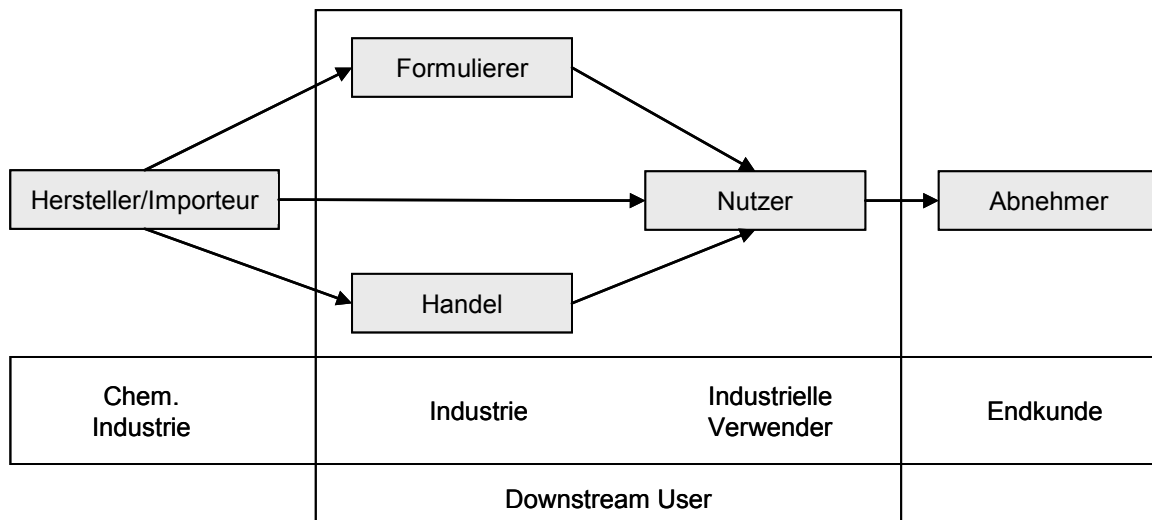 Formulierer
Hersteller/Importeur
Nutzer
Abnehmer
Handel
Chem.
Industrie
Industrie
Industrielle
Verwender
Endkunde
Downstream User